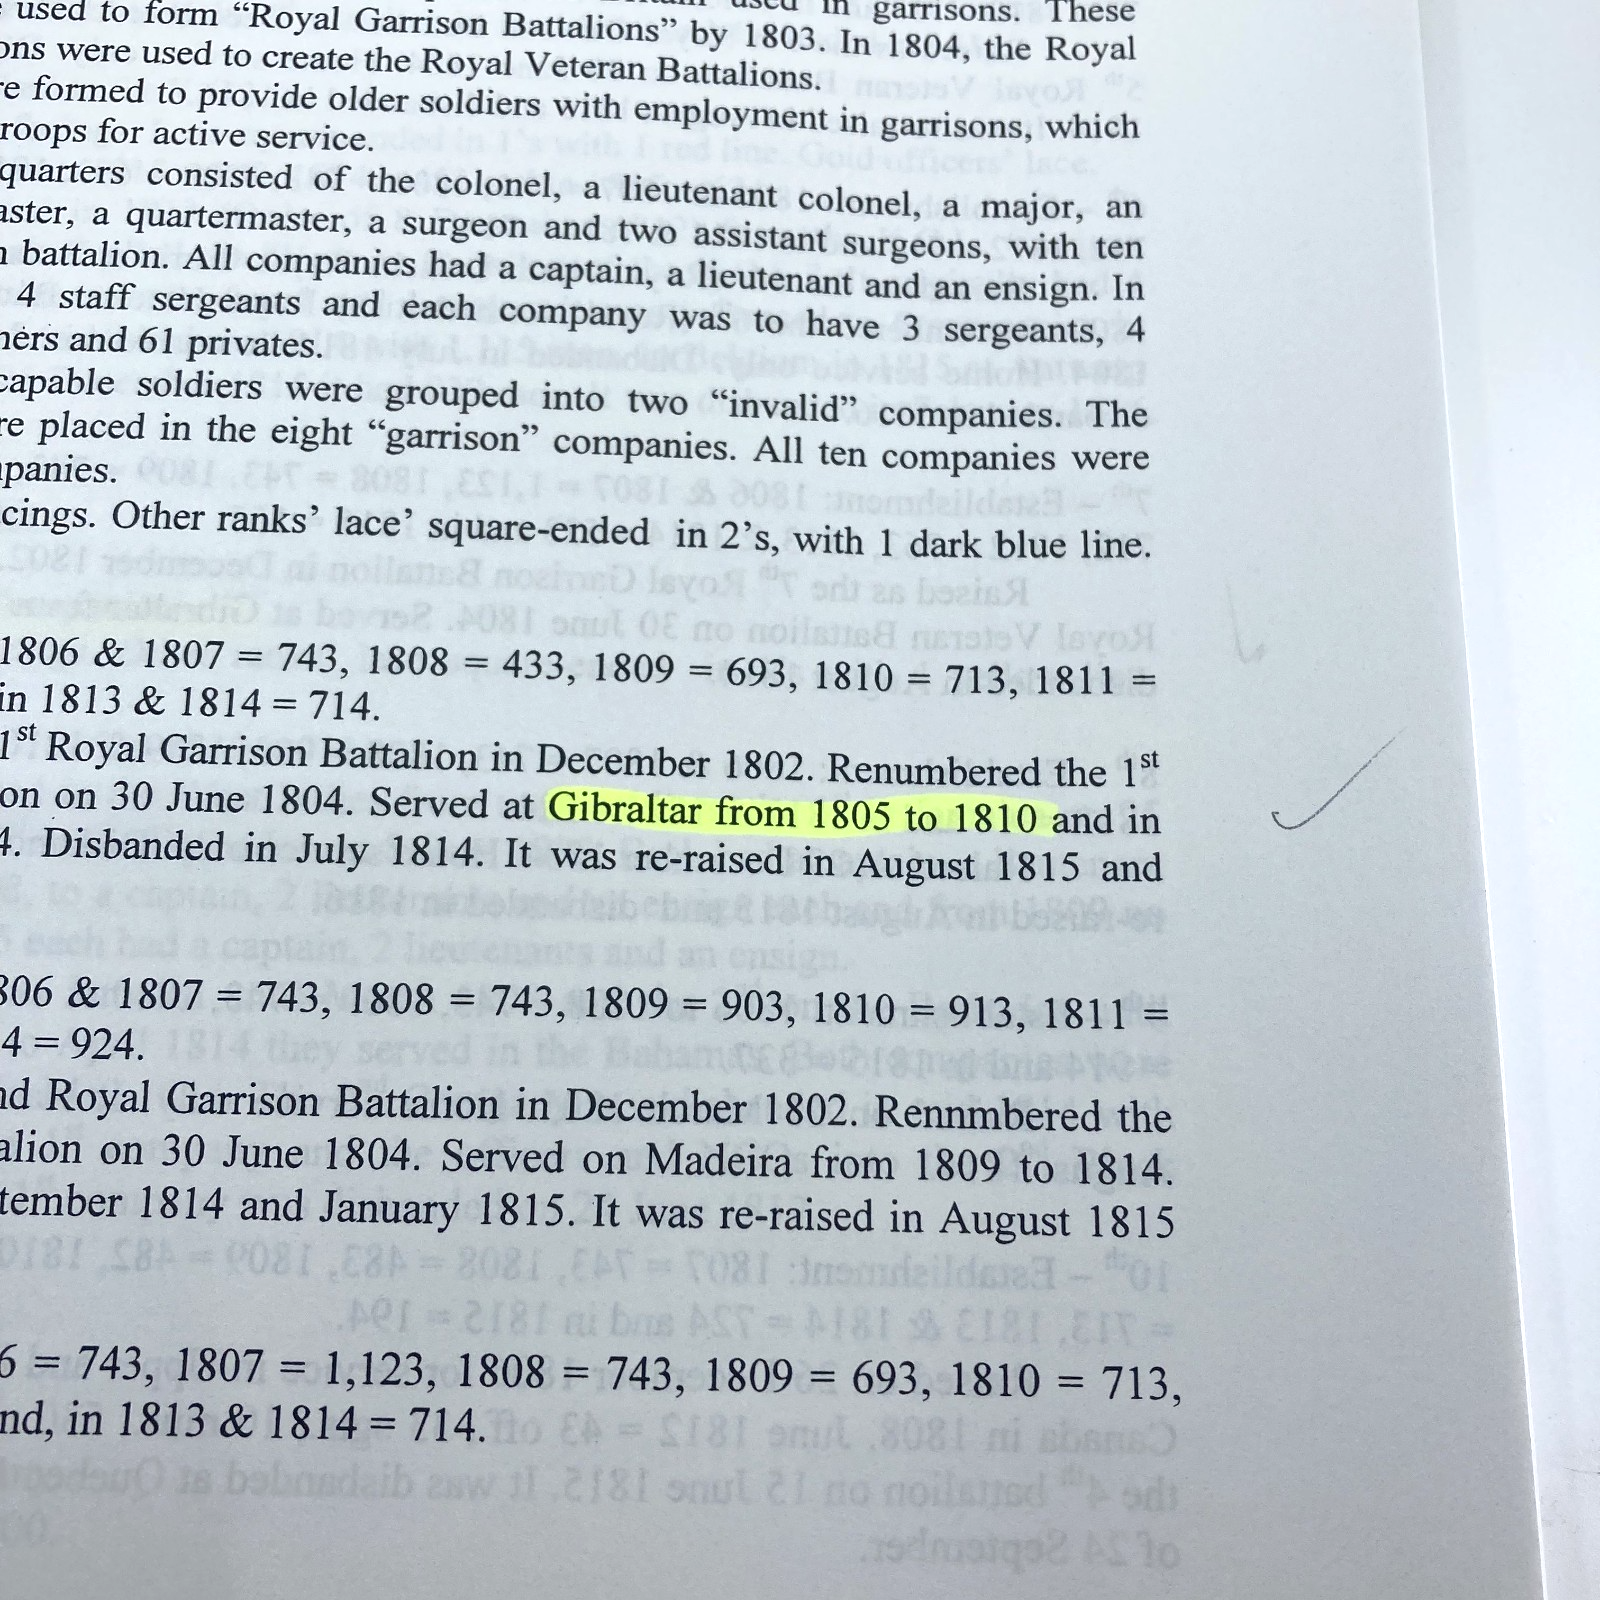 used to form “Royal Garrison Battalions” by 1803. In 1804, the Royal
used in garrisons. These
ons were used to create the Royal Veteran Battalions.
re formed to provide older soldiers with employment in garrisons, which
roops for active service.
quarters consisted of the colonel, a lieutenant colonel, a major, an
aster, a quartermaster, a surgeon and two assistant surgeons, with ten
n battalion. All companies had a captain, a lieutenant and an ensign. In
4 staff sergeants and each company was to have 3 sergeants, 4
ners and 61 privates.
capable soldiers were grouped into two “invalid” companies. The
re placed in the eight “garrison” companies. All ten companies were
mpanies.
cings. Other ranks’ lace’ square-ended in 2’s, with 1 dark blue line.
1806 & 1807 = 743, 1808 = 433, 1809 = 693, 1810 = 713, 1811 =
in 1813 & 1814 = 714.
1st Royal Garrison Battalion in December 1802. Renumbered the 1st
on on 30 June 1804. Served at Gibraltar from 1805 to 1810 and in
4. Disbanded in July 1814. It was re-raised in August 1815 and
806 & 1807 = 743, 1808 = 743, 1809 = 903, 1810 = 913, 1811 =
4 = 924.
nd Royal Garrison Battalion in December 1802. Rennmbered the
alion on 30 June 1804. Served on Madeira from 1809 to 1814.
tember 1814 and January 1815. It was re-raised in August 1815
6 = 743, 1807 = 1,123, 1808 = 743, 1809 = 693, 1810 = 713,
nd, in 1813 & 1814 = 714.